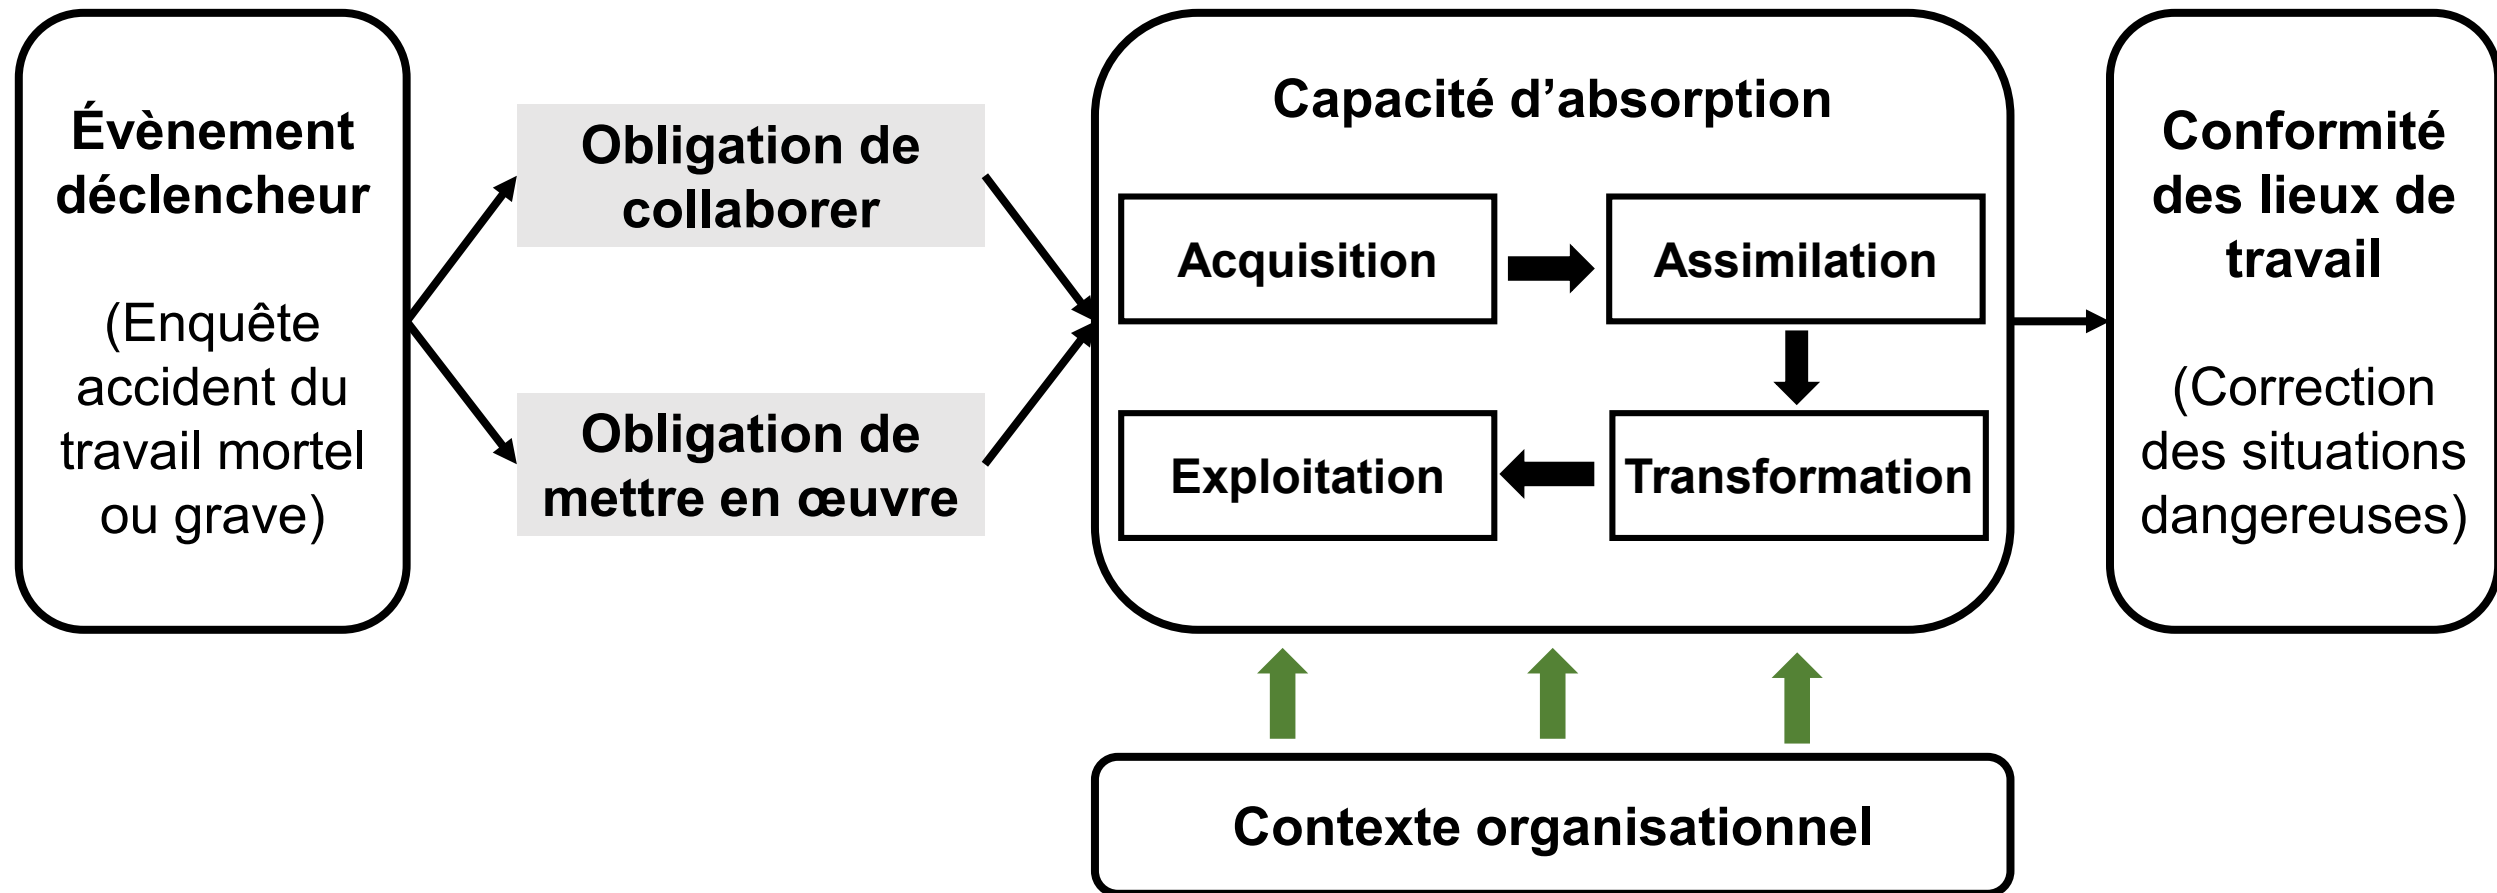 Évènement
déclencheur
(Enquête
accident du
travail mortel
ou grave)
Obligation de
collaborer
Obligation de
mettre en œuvre
Capacité d’absorption
Acquisition
Assimilation
Exploitation
Transformation
Conformité
des lieux de
travail
(Correction
des situations
dangereuses)
Contexte organisationnel